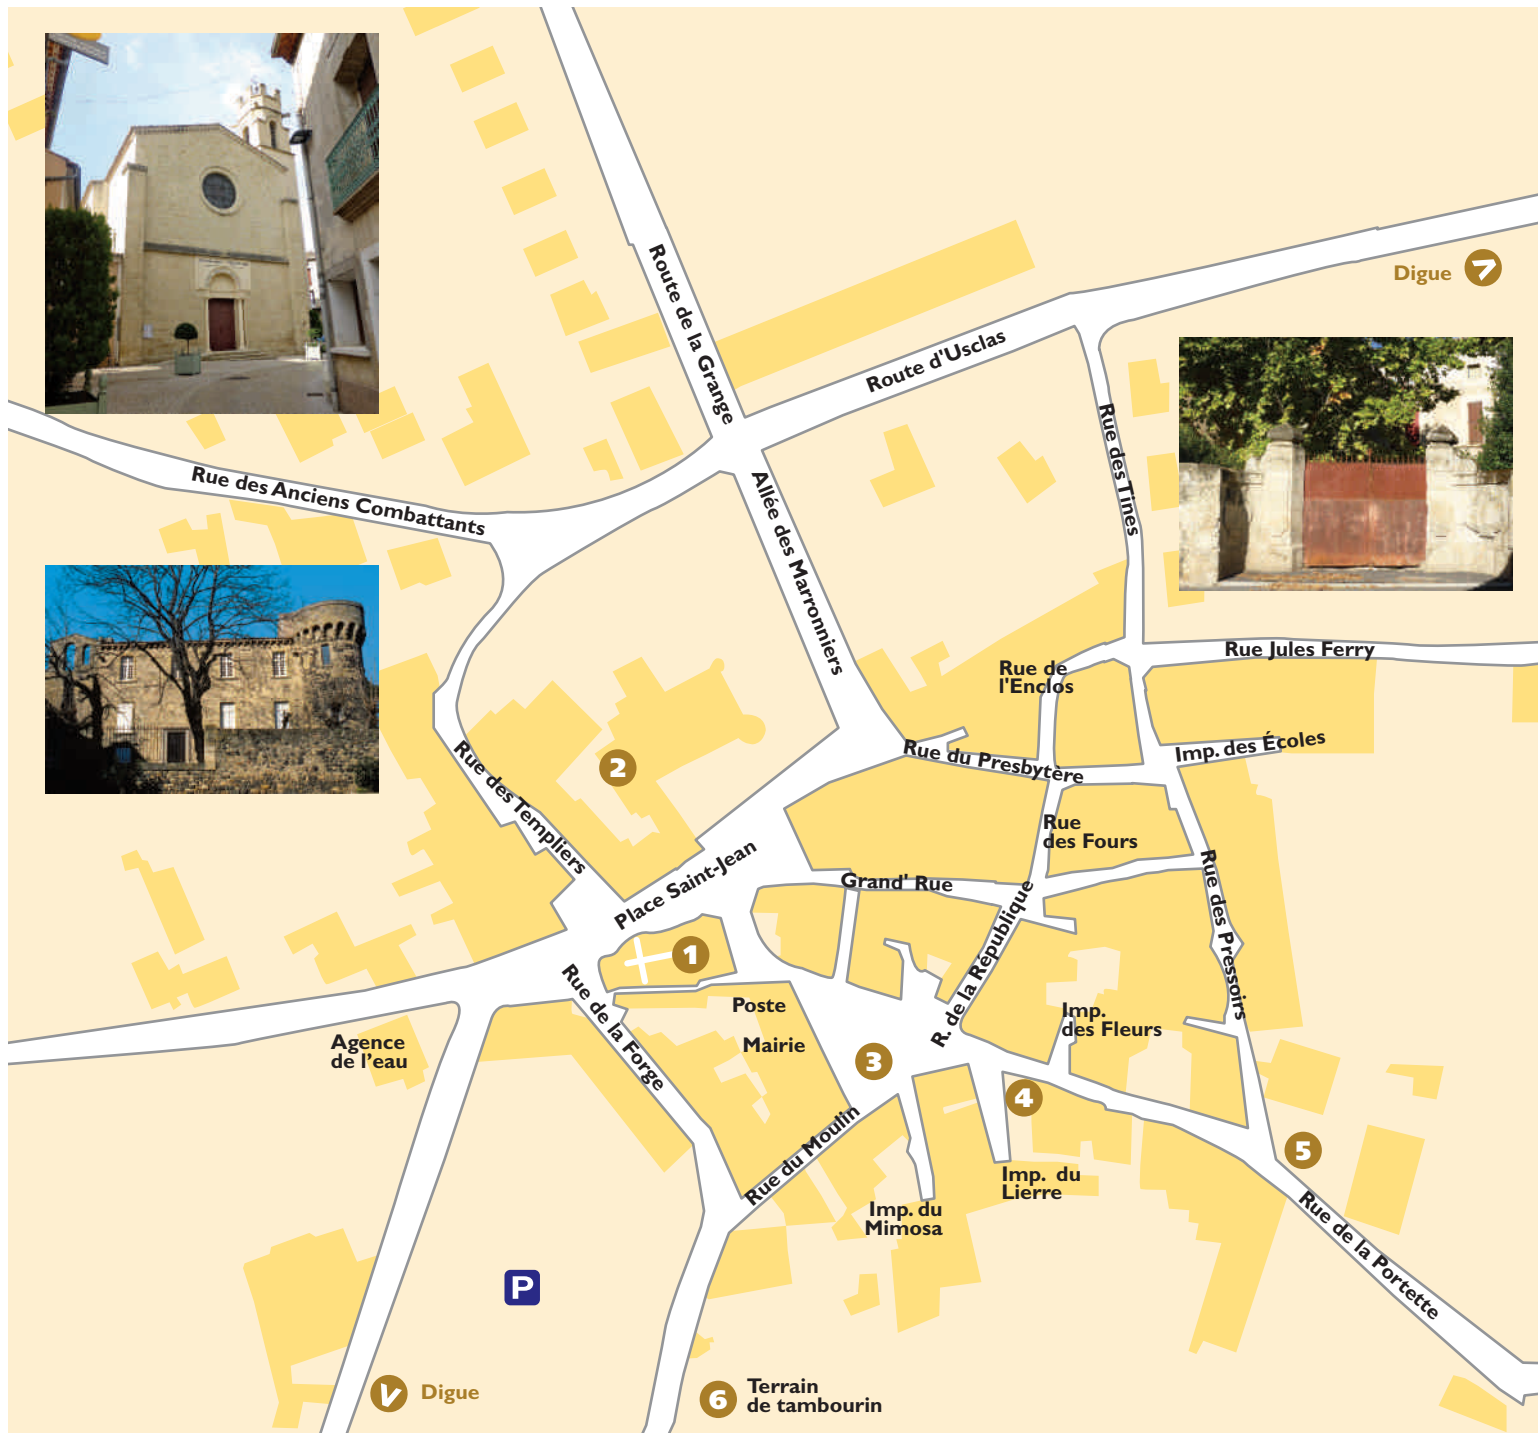 Route de la Grange
Digue
Route d'Usclas
Rue des Tines
Rue des Anciens Combattants
Allée des Marronniers
Rue Jules Ferry
Rue de
l'Enclos
Rue du Presbytère
Imp. des Écoles
2
Rue des Templiers
Rue
des Fours
Place Saint-Jean
Grand' Rue
Rue des Pressoirs
1
R. de la République
Rue de la Forge
Poste
Mairie
Imp.
des Fleurs
Agence
de l'eau
3
4
Rue du Moulin
5
Imp. du
Lierre
Imp. du
Mimosa
Rue de la Portette
P
Digue
6
Terrain
de tambourin